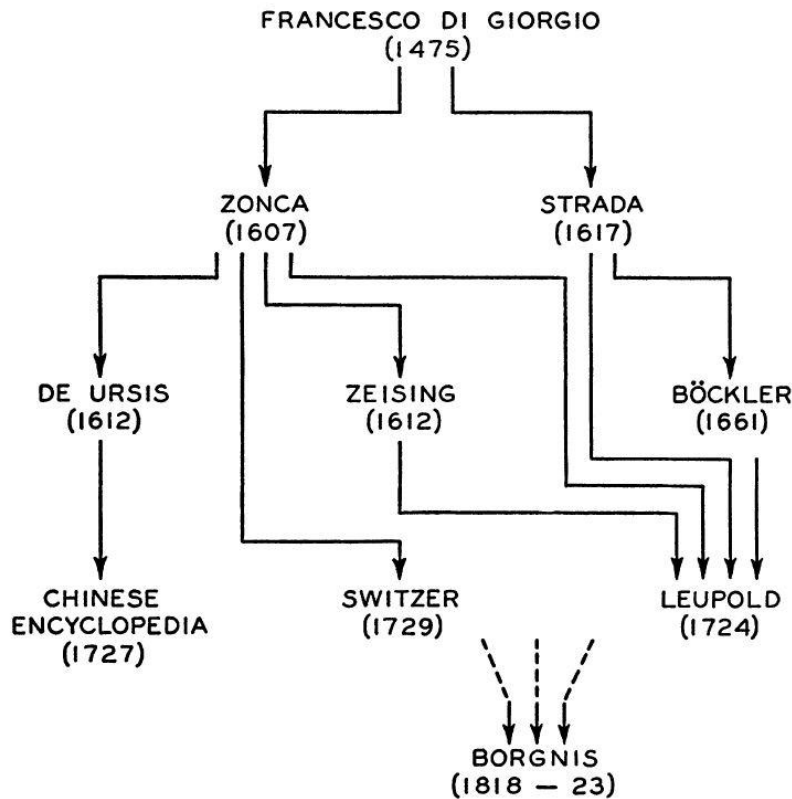 FRANCESCO DI GIORGIO
(1475)
ZONCA
(1607)
STRADA
(1617)
DE URSIS
(1612)
ZEISING
(1612)
BÖCKLER
(1661)
CHINESE
ENCYCLOPEDIA
(1727)
SWITZER
(1729)
LEUPOLD
(1724)
BORGNIS
(1818 — 23)